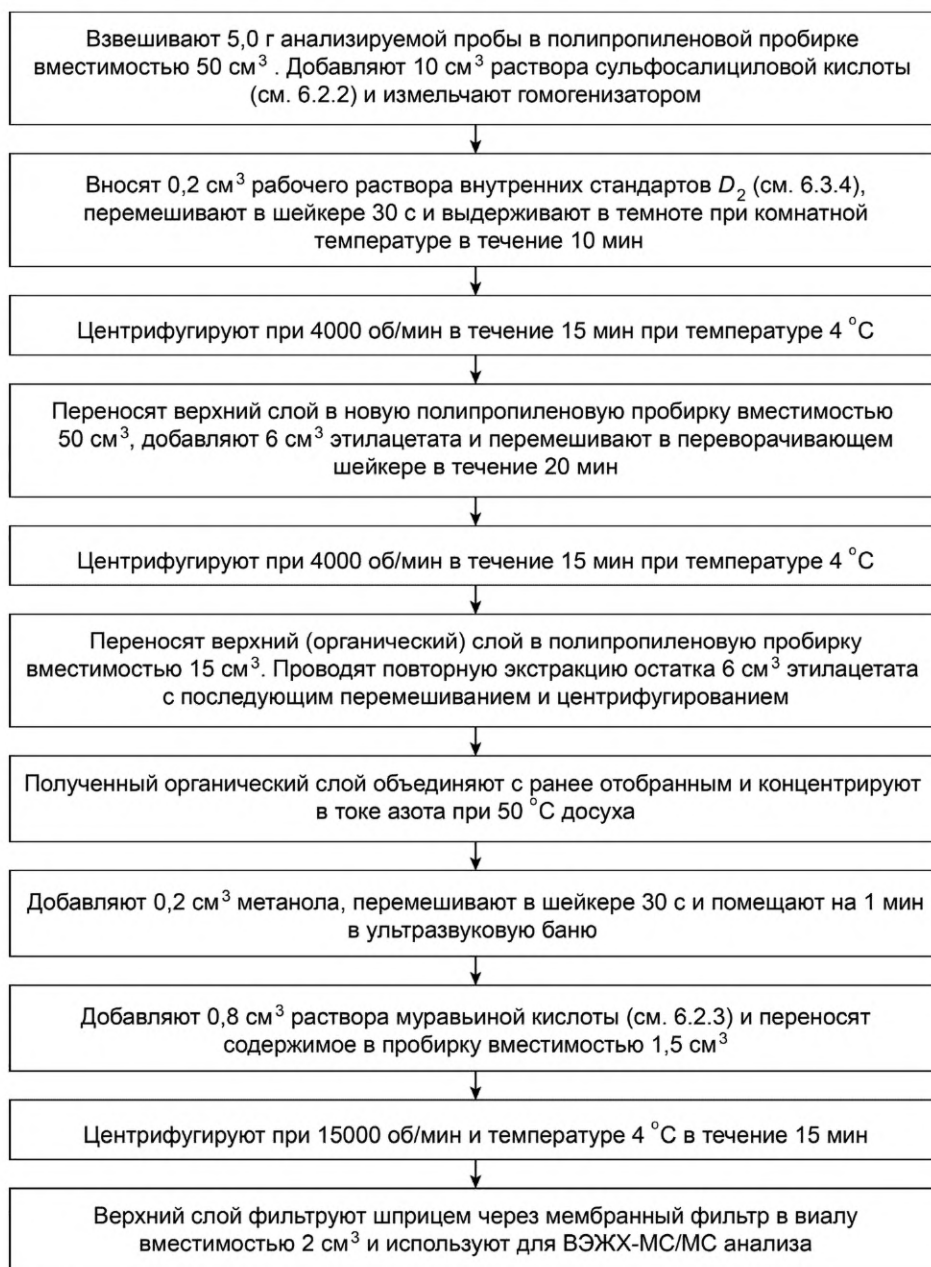 Взвешивают 5,0 г анализируемой пробы в полипропиленовой пробирке
вместимостью 50 см³ . Добавляют 10 см³ раствора сульфосалициловой кислоты
(см. 6.2.2) и измельчают гомогенизатором
Вносят 0,2 см³ рабочего раствора внутренних стандартов D₂ (см. 6.3.4),
перемешивают в шейкере 30 с и выдерживают в темноте при комнатной
температуре в течение 10 мин
Центрифугируют при 4000 об/мин в течение 15 мин при температуре 4 °C
Переносят верхний слой в новую полипропиленовую пробирку вместимостью
50 см³, добавляют 6 см³ этилацетата и перемешивают в переворачивающем
шейкере в течение 20 мин
Центрифугируют при 4000 об/мин в течение 15 мин при температуре 4 °C
Переносят верхний (органический) слой в полипропиленовую пробирку
вместимостью 15 см³. Проводят повторную экстракцию остатка 6 см³ этилацетата
с последующим перемешиванием и центрифугированием
Полученный органический слой объединяют с ранее отобранным и концентрируют
в токе азота при 50 °C досуха
Добавляют 0,2 см³ метанола, перемешивают в шейкере 30 с и помещают на 1 мин
в ультразвуковую баню
Добавляют 0,8 см³ раствора муравьиной кислоты (см. 6.2.3) и переносят
содержимое в пробирку вместимостью 1,5 см³
Центрифугируют при 15000 об/мин и температуре 4 °C в течение 15 мин
Верхний слой фильтруют шприцем через мембранный фильтр в виалу
вместимостью 2 см³ и используют для ВЭЖХ-МС/МС анализа